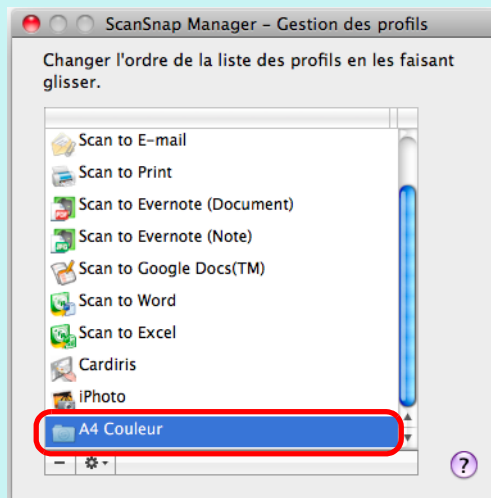 ScanSnap Manager – Gestion des profils
Changer l'ordre de la liste des profils en les faisant
glisser.
Scan to E-mail
Scan to Print
Scan to Evernote (Document)
Scan to Evernote (Note)
Scan to Google Docs(TM)
Scan to Word
Scan to Excel
Cardiris
iPhoto
A4 Couleur
?